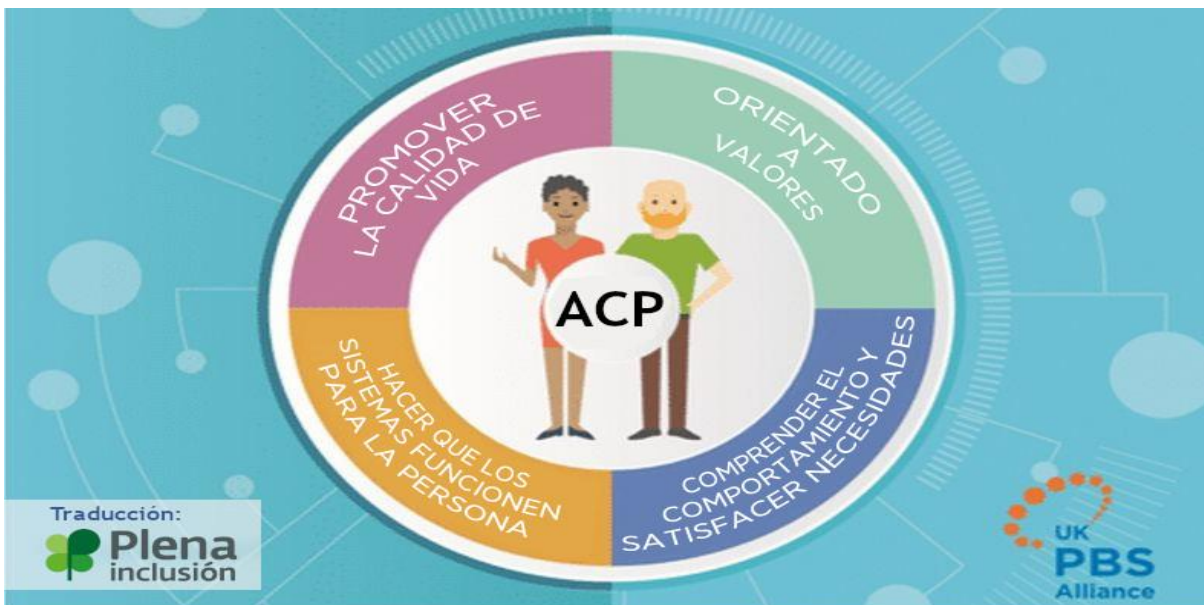 PROMOVER
LA CALIDAD DE
VIDA
ORIENTADO
A
VALORES
ACP
HACER QUE LOS
SISTEMAS FUNCIONEN
PARA LA PERSONA
COMPRENDER EL
COMPORTAMIENTO Y
SATISFACER NECESIDADES
Traducción:
Plena
inclusión
UK
PBS
Alliance